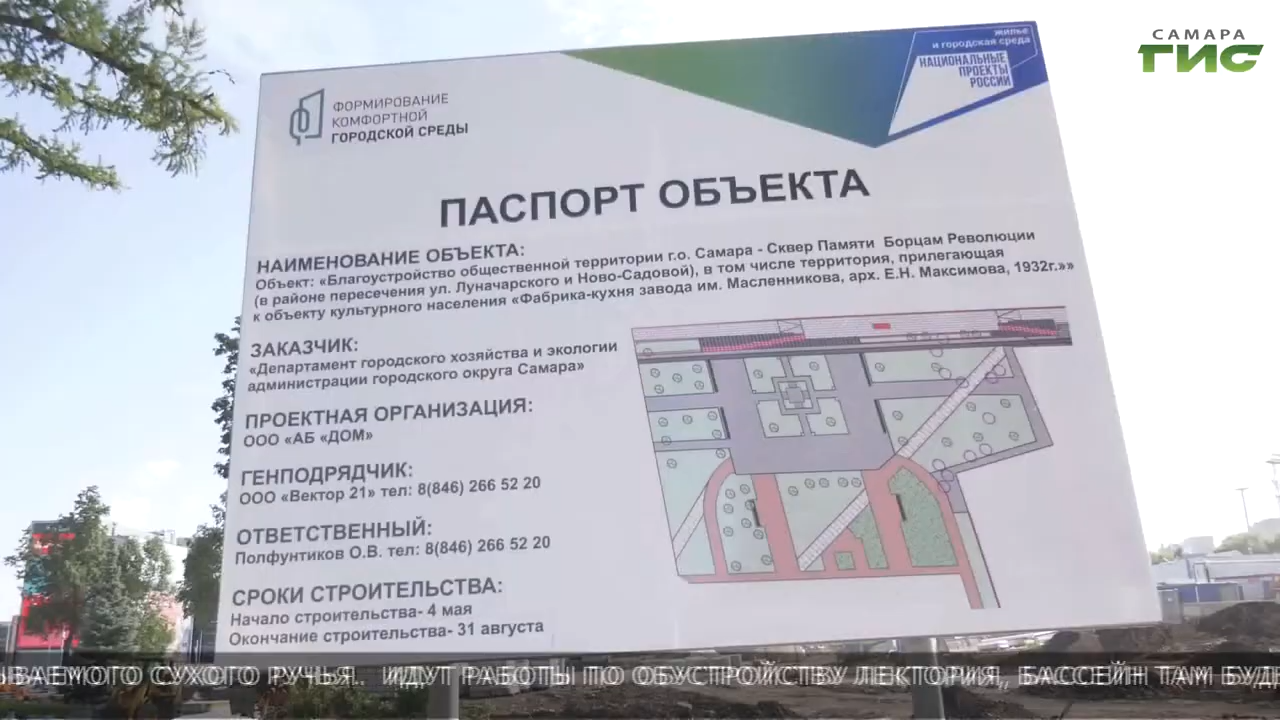 ФОРМИРОВАНИЕ
КОМФОРТНОЙ
ГОРОДСКОЙ СРЕДЫ
жилье
и городская среда
НАЦИОНАЛЬНЫЕ
ПРОЕКТЫ
РОССИИ
САМАРА
ГИС
ПАСПОРТ ОБЪЕКТА
НАИМЕНОВАНИЕ ОБЪЕКТА:
Объект: «Благоустройство общественной территории г.о. Самара - Сквер Памяти Борцам Революции
(в районе пересечения ул. Луначарского и Ново-Садовой), в том числе территория, прилегающая
к объекту культурного населения «Фабрика-кухня завода им. Масленникова, арх. Е.Н. Максимова, 1932г.»»
ЗАКАЗЧИК:
«Департамент городского хозяйства и экологии
администрации городского округа Самара»
ПРОЕКТНАЯ ОРГАНИЗАЦИЯ:
ООО «АБ «ДОМ»
ГЕНПОДРЯДЧИК:
ООО «Вектор 21» тел: 8(846) 266 52 20
ОТВЕТСТВЕННЫЙ:
Полфунтиков О.В. тел: 8(846) 266 52 20
СРОКИ СТРОИТЕЛЬСТВА:
Начало строительства- 4 мая
Окончание строительства- 31 августа
ЫВАЕМОГО СУХОГО РУЧЬЯ.. ИДУТ РАБОТЫ ПО ОБУСТРОЙСТВУ ЛЕКТОРИЯ,, БАССЕЙН ТАМ БУДЕ